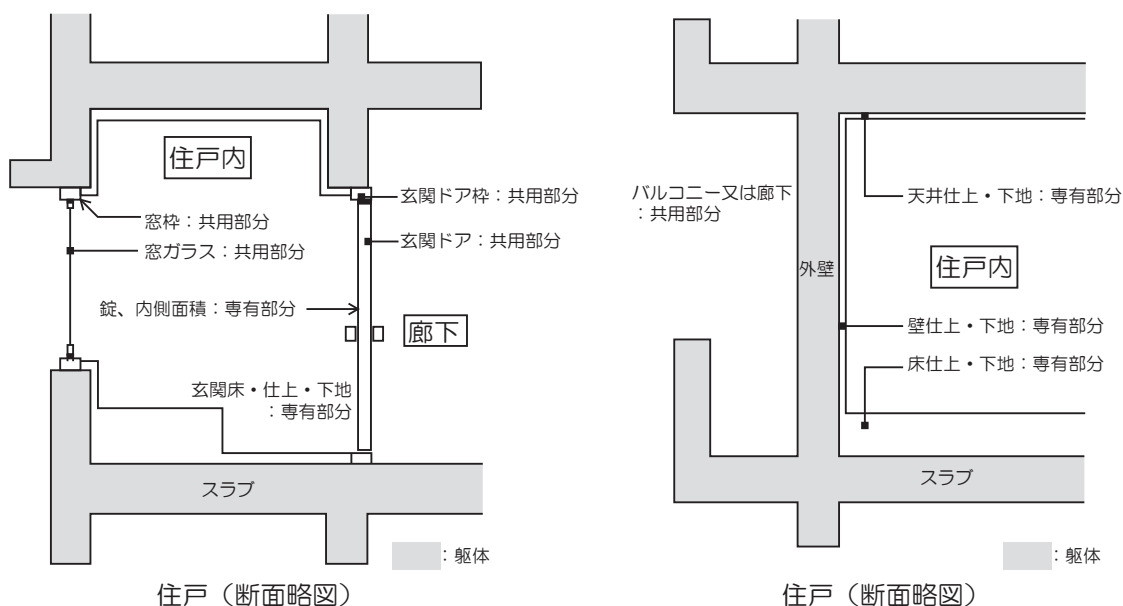 住戸内
窓枠：共用部分
窓ガラス：共用部分
玄関ドア枠：共用部分
玄関ドア：共用部分
錠、内側面積：専有部分
廊下
玄関床・仕上・下地
：専有部分
スラブ
：躯体
住戸（断面略図）
バルコニー又は廊下
：共用部分
外壁
天井仕上・下地：専有部分
住戸内
壁仕上・下地：専有部分
床仕上・下地：専有部分
スラブ
：躯体
住戸（断面略図）